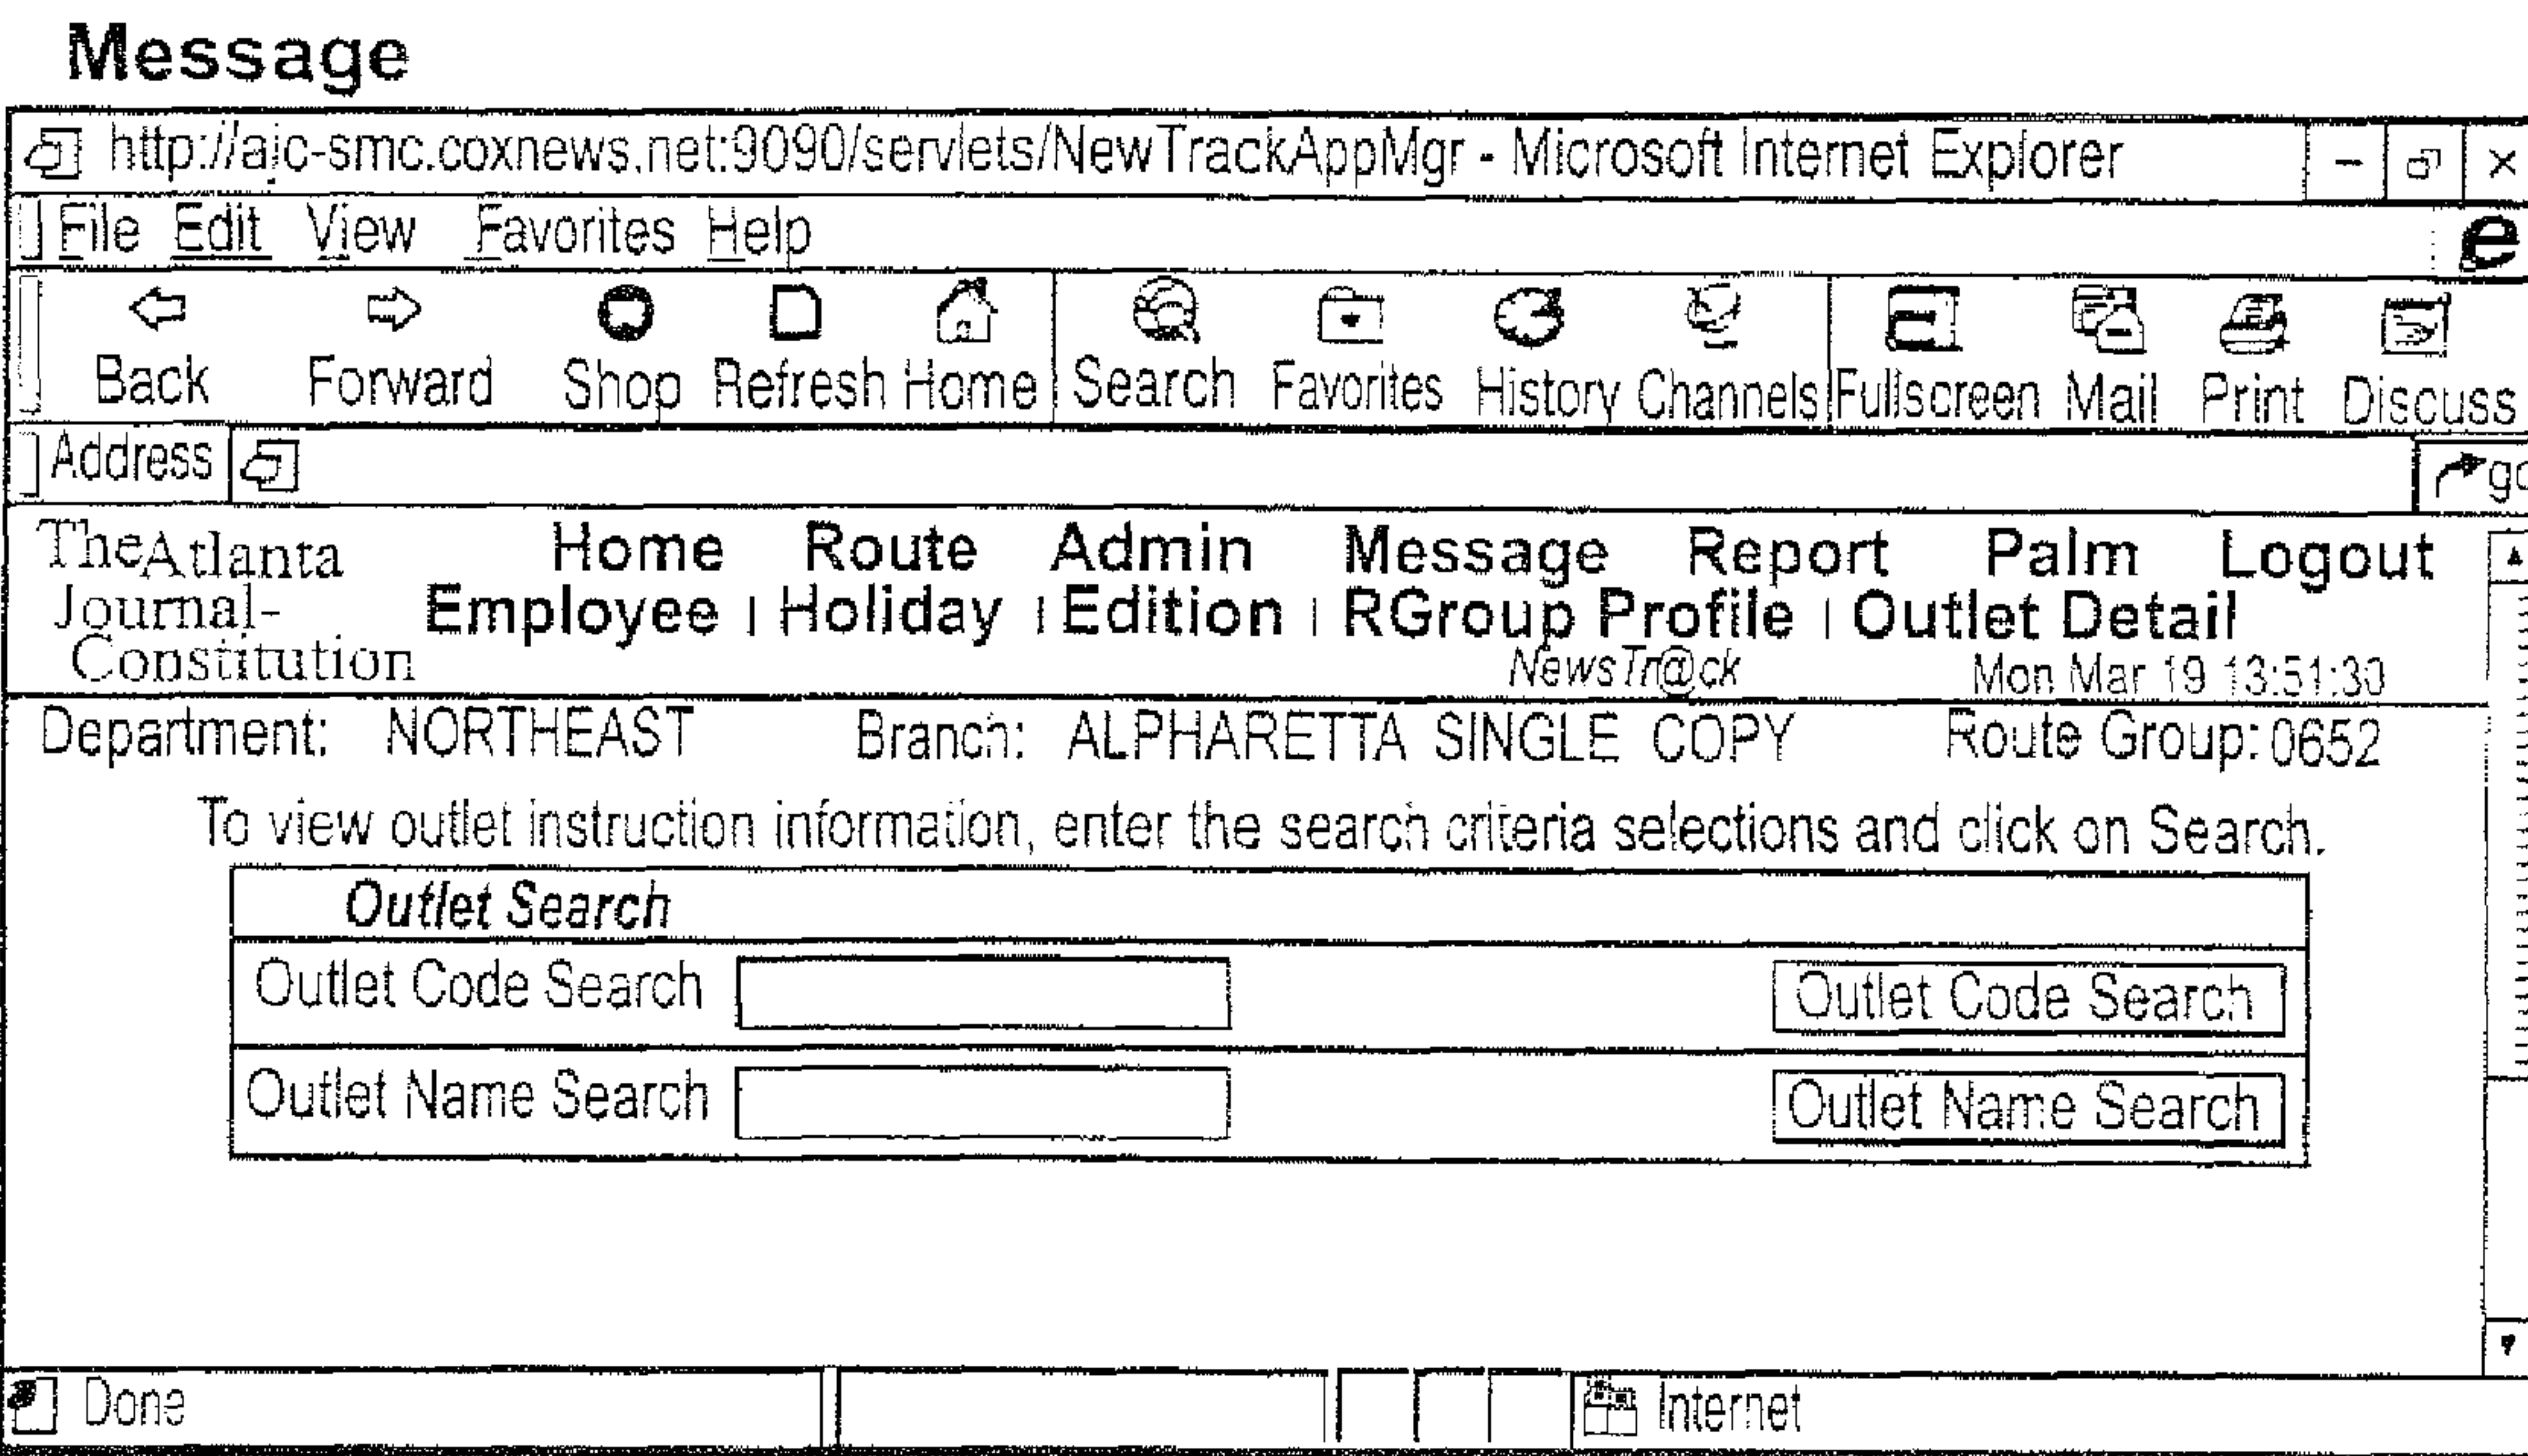 Message
http://ajc-smc.coxnews.net:9090/servlets/NewTrackAppMgr - Microsoft Internet Explorer
File Edit View Favorites Help
Back Forward Shop Refresh Home Search Favorites History Channels Fullscreen Mail Print Discuss
Address go
The Atlanta Journal-Constitution
Home Route Admin Message Report Palm Logout
Employee | Holiday | Edition | RGroup Profile | Outlet Detail
NewsTr@ck Mon Mar 19 13:51:30
Department: NORTHEAST Branch: ALPHARETTA SINGLE COPY Route Group: 0652
To view outlet instruction information, enter the search criteria selections and click on Search.
Outlet Search
Outlet Code Search Outlet Code Search
Outlet Name Search Outlet Name Search
Done Internet